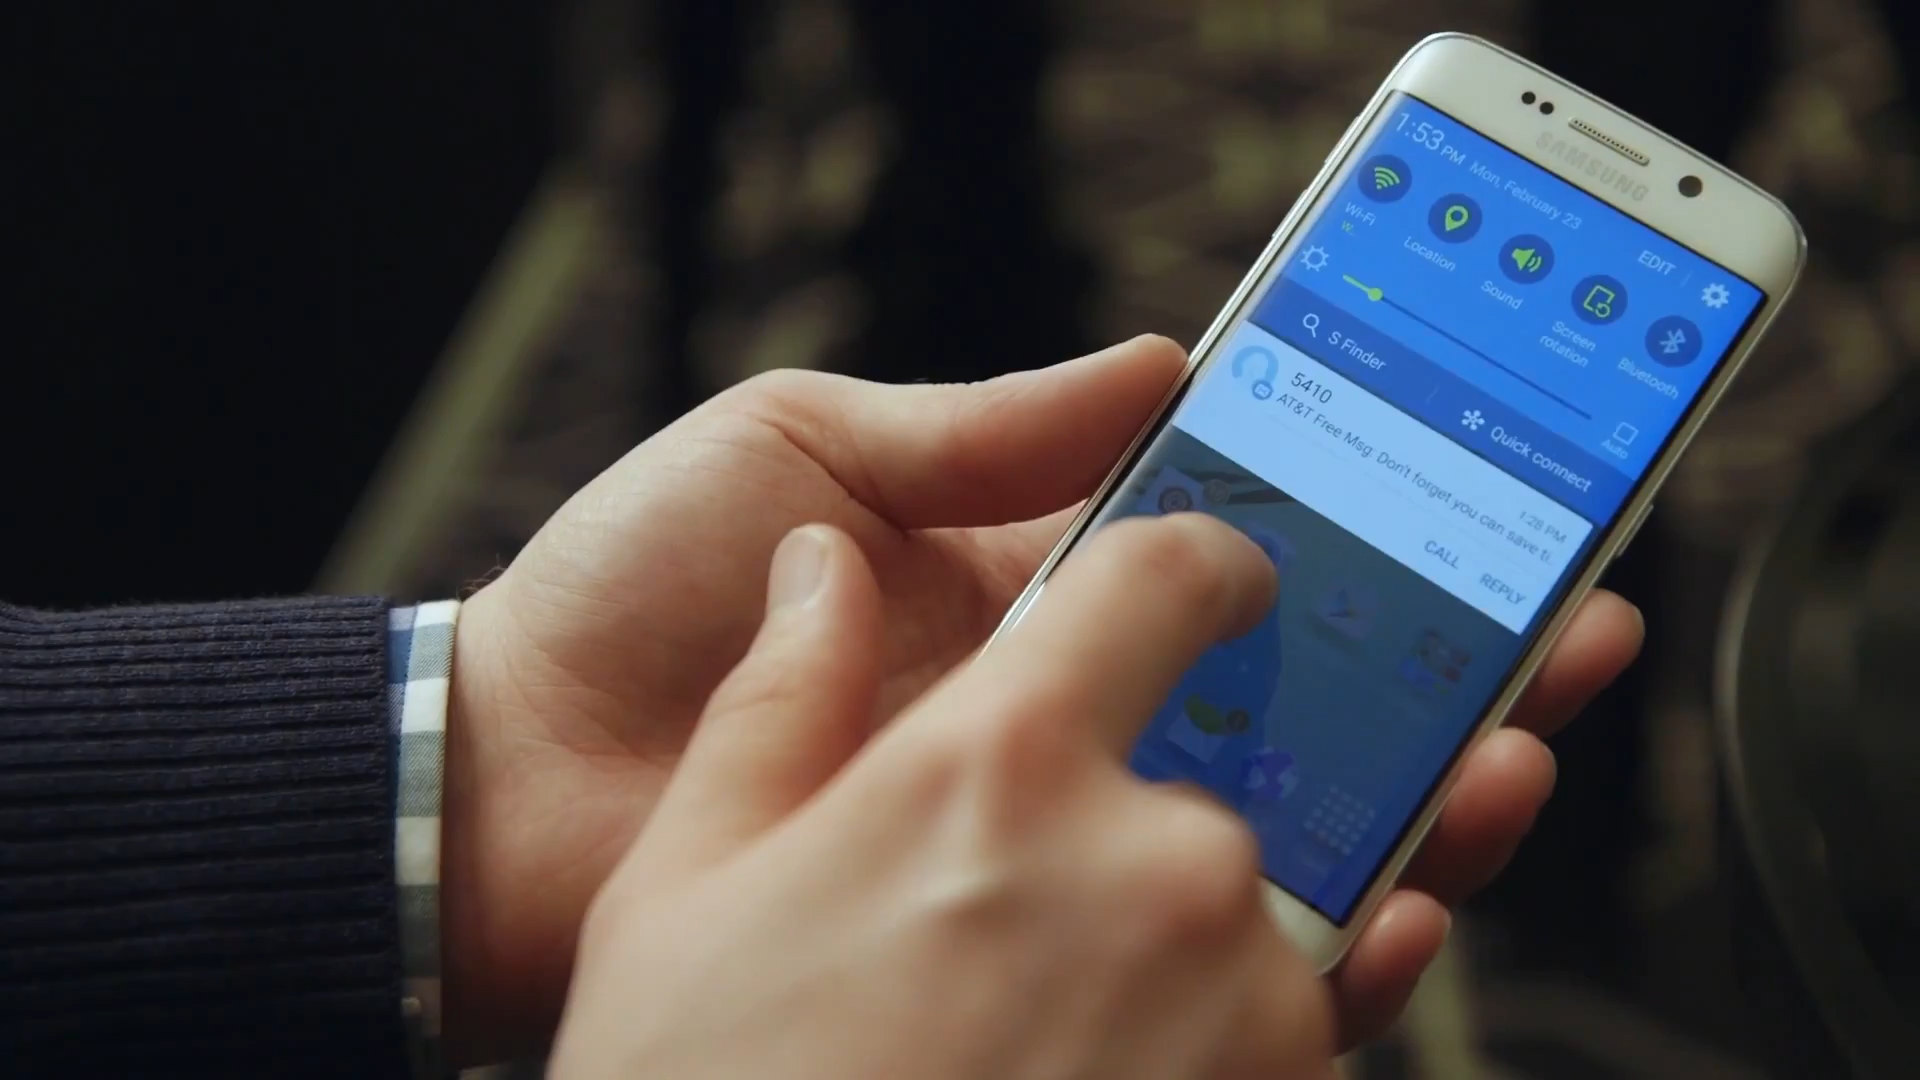 SAMSUNG
1:53 PM Mon, February 23
EDIT
Wi-Fi
W...
Location
Sound
Screen
rotation
Bluetooth
Auto
S Finder
Quick connect
5410
1:28 PM
AT&T Free Msg. Don't forget you can save ti..
CALL
REPLY